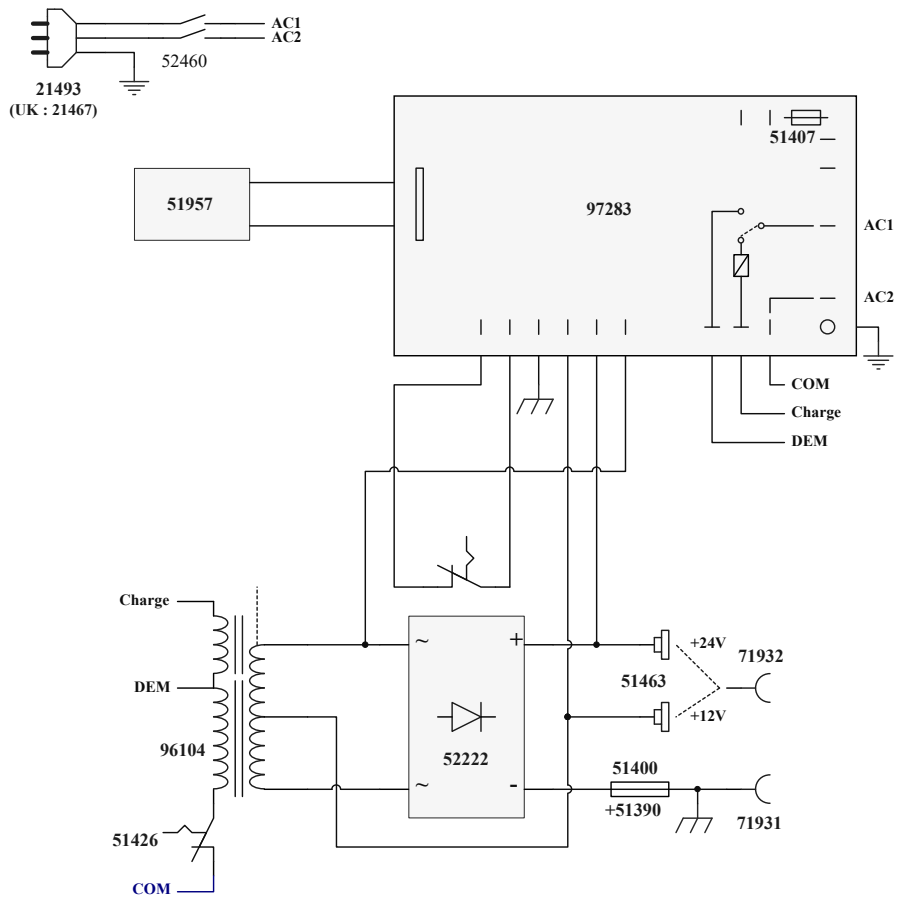 AC1
AC2
52460
21493
(UK : 21467)
51407
51957
97283
AC1
AC2
COM
Charge
DEM
Charge
~
+
+24V
71932
51463
DEM
+12V
96104
52222
51400
~
-
+51390
71931
51426
COM